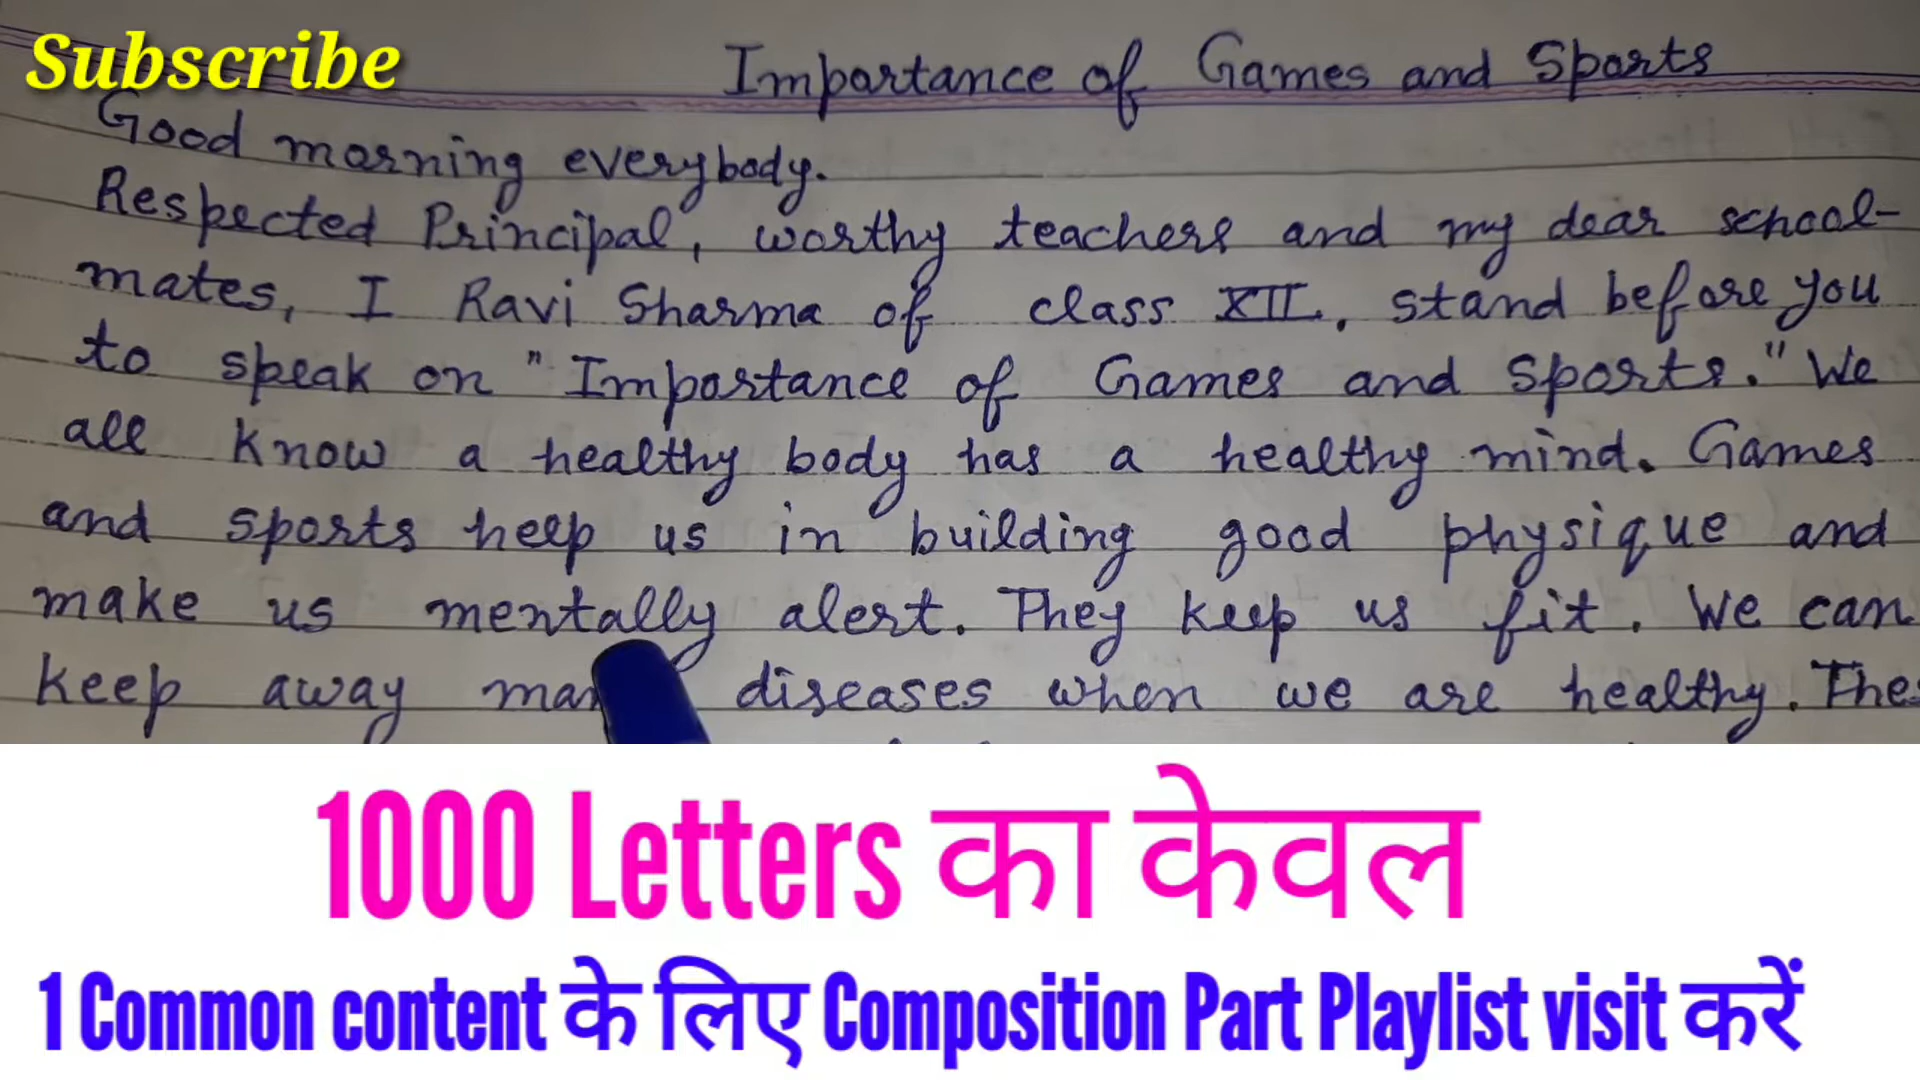 Subscribe
Importance of Games and Sports
Good morning everybody.
Respected Principal, worthy teachers and my dear school-
mates, I Ravi Sharma of class XII, stand before you
to speak on "Importance of Games and Sports." We
all know a healthy body has a healthy mind. Games
and sports help us in building good physique and
make us mentally alert. They keep us fit. We can
keep away diseases when we are healthy.
1000 Letters का केवल
1 Common content के लिए Composition Part Playlist visit करें